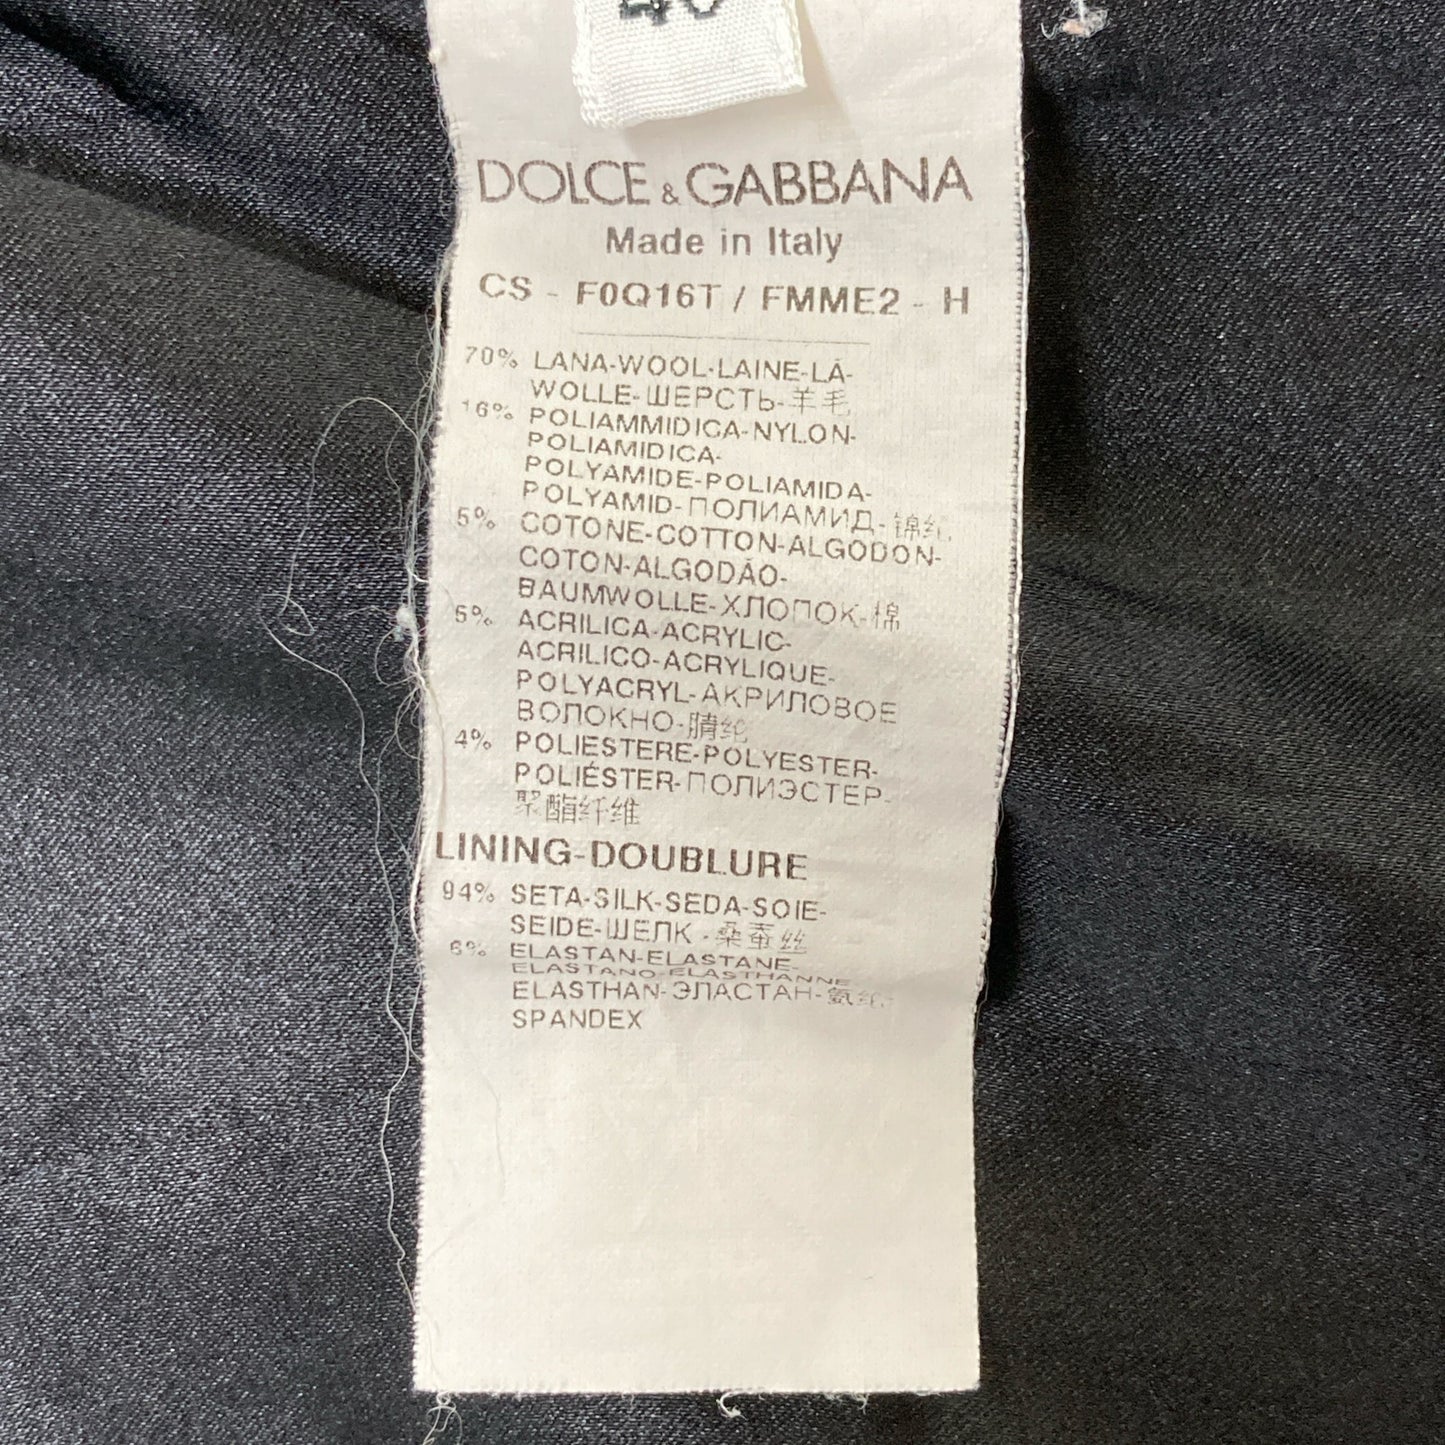 40
DOLCE & GABBANA
Made in Italy
CS - F0Q16T / FMME2 - H
70% LANA-WOOL-LAINE-LÃ-
WOLLE-ШЕРСТЬ-羊毛
16% POLIAMMIDICA-NYLON-
POLIAMIDICA-
POLYAMIDE-POLIAMIDA-
POLYAMID-ПОЛИАМИД-锦纶
5% COTONE-COTTON-ALGODON-
COTON-ALGODÃO-
BAUMWOLLE-ХЛОПОК-棉
5% ACRILICA-ACRYLIC-
ACRILICO-ACRYLIQUE-
POLYACRYL-АКРИЛОВОЕ
ВОЛОКНО-腈纶
4% POLIESTERE-POLYESTER-
POLIÉSTER-ПОЛИЭСТЕР-
聚酯纤维
LINING-DOUBLURE
94% SETA-SILK-SEDA-SOIE-
SEIDE-ШЕЛК-桑蚕丝
6% ELASTAN-ELASTANE-
ELASTANO-ELASTHANNE
ELASTHAN-ЭЛАСТАН-氨纶-
SPANDEX